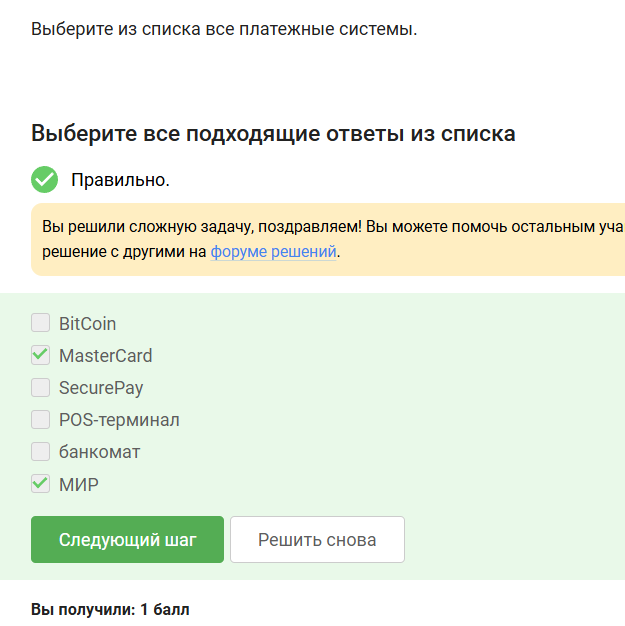 Выберите из списка все платежные системы.
Выберите все подходящие ответы из списка
Правильно.
Вы решили сложную задачу, поздравляем! Вы можете помочь остальным уча
решение с другими на форуме решений.
BitCoin
MasterCard
SecurePay
POS-терминал
банкомат
МИР
Следующий шаг Решить снова
Вы получили: 1 балл